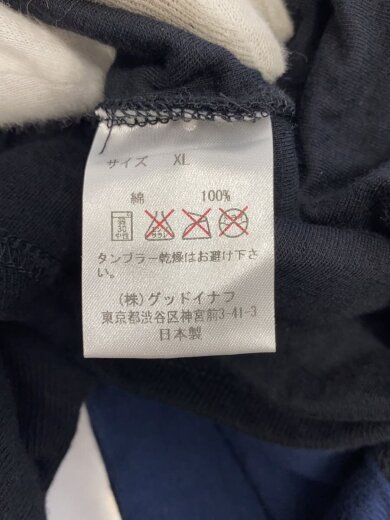 サイズ XL
綿 100%
タンブラー乾燥はお避け下さ
い。
(株)グッドイナフ
東京都渋谷区神宮前3-41-3
日本製